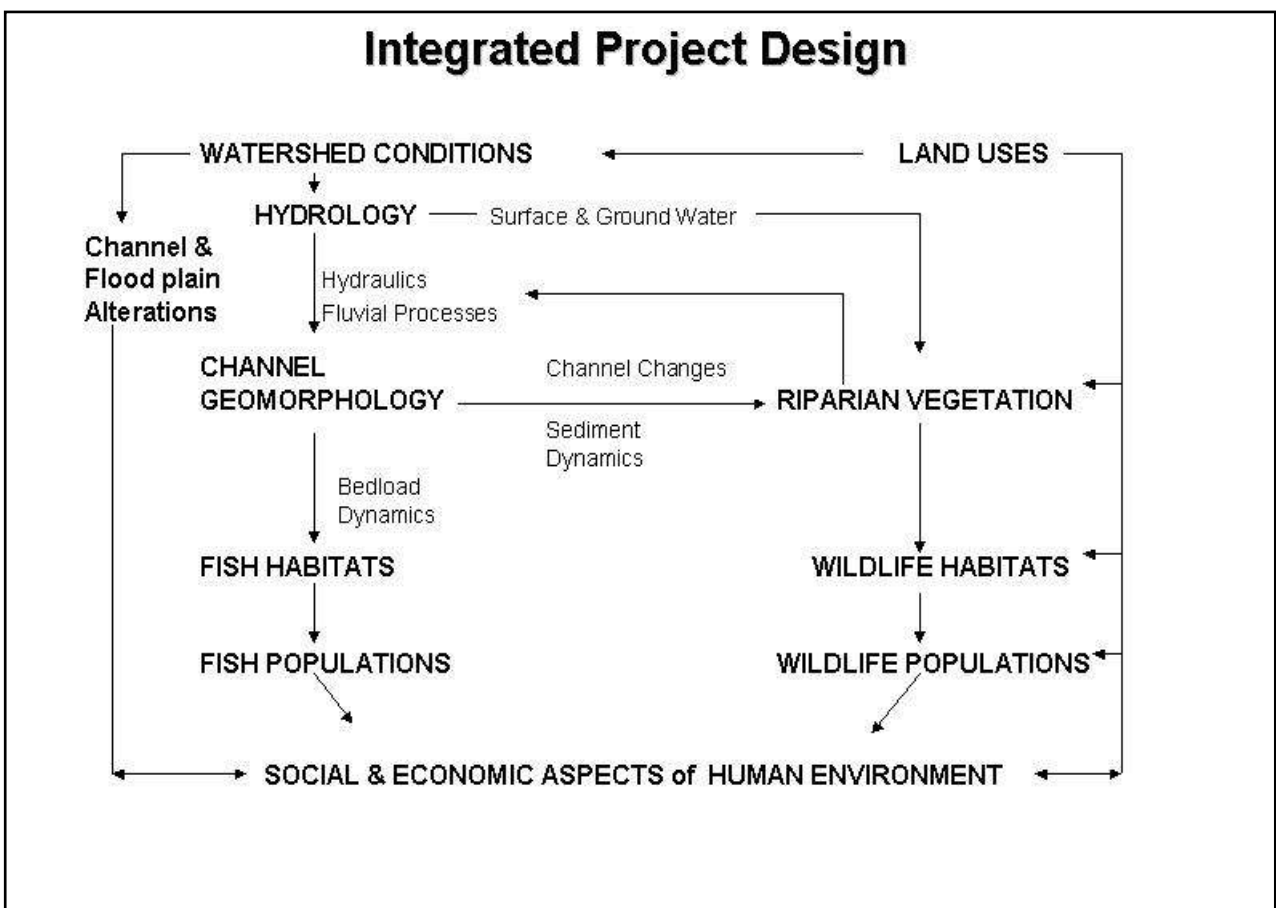 Integrated Project Design
WATERSHED CONDITIONS
LAND USES
HYDROLOGY
Surface & Ground Water
Channel &
Flood plain
Alterations
Hydraulics
Fluvial Processes
CHANNEL
GEOMORPHOLOGY
Channel Changes
RIPARIAN VEGETATION
Sediment
Dynamics
Bedload
Dynamics
FISH HABITATS
WILDLIFE HABITATS
FISH POPULATIONS
WILDLIFE POPULATIONS
SOCIAL & ECONOMIC ASPECTS of HUMAN ENVIRONMENT